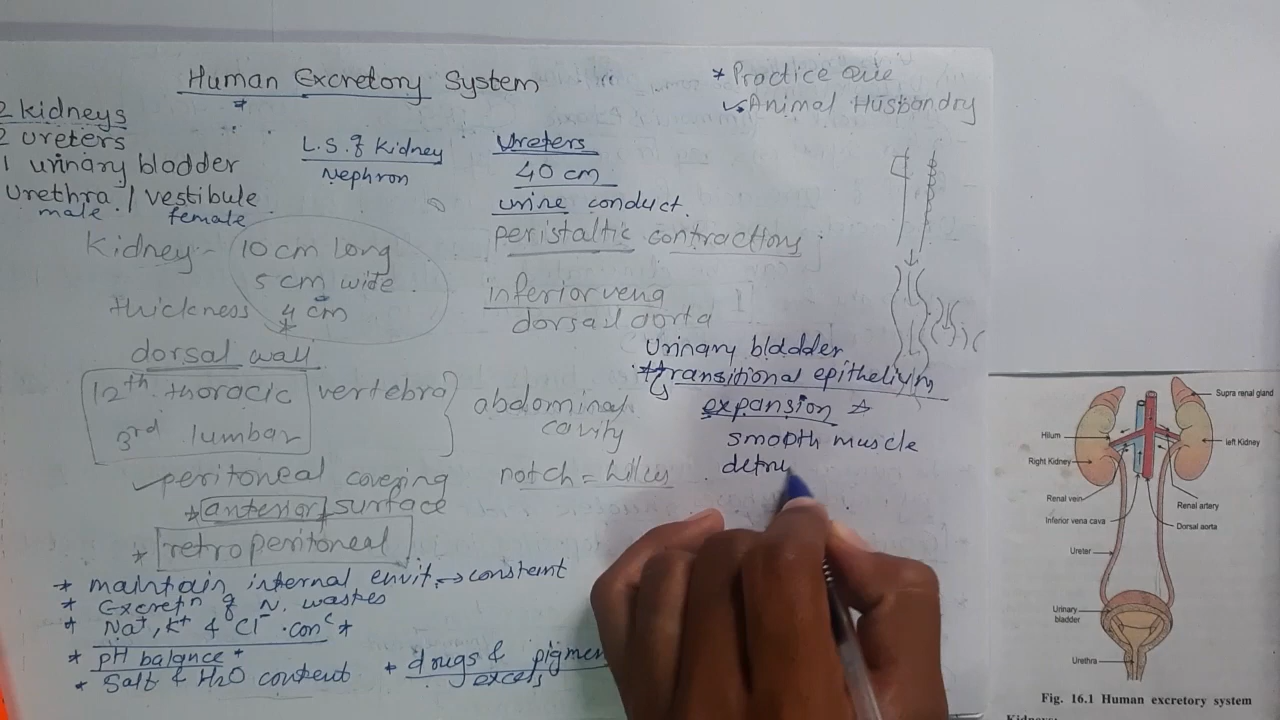 Human Excretory System
*
* Practice Que
Animal Husbandry
2 kidneys
2 ureters
1 urinary bladder
Urethra / vestibule
male female
L.S. of Kidney
Nephron
Ureters
40 cm
urine conduct.
peristaltic contractions
Kidney - 10 cm long
5 cm wide.
thickness 4 cm
inferior vena
dorsal aorta
dorsal wall
12th thoracic vertebra
3rd lumbar
abdominal
cavity
peritoneal covering
* anterior surface
* retroperitoneal
notch = hilus
Urinary bladder
* transitional epithelium
expansion
smooth muscle
detru
* maintain internal envit. → constant
* Excretn of N. wastes
* Na+, K+ & Cl- conc *
* pH balance *
* Salt & H2O content
* drugs & pigmen
excess
Supra renal gland
Hilum
left Kidney
Right Kidney
Renal vein
Renal artery
Inferior vena cava
Dorsal aorta
Ureter
Urinary
bladder
Urethra
Fig. 16.1 Human excretory system
Kidneys: